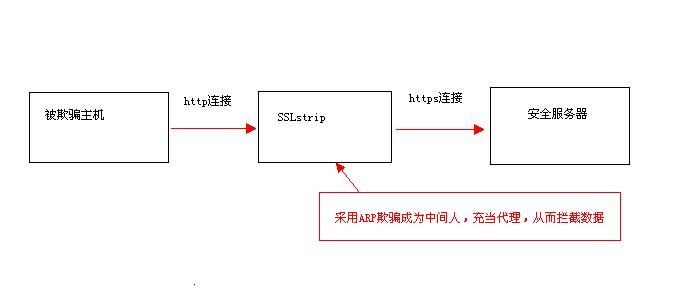 http连接
https连接
被欺骗主机
SSLstrip
安全服务器
采用ARP欺骗成为中间人，充当代理，从而拦截数据